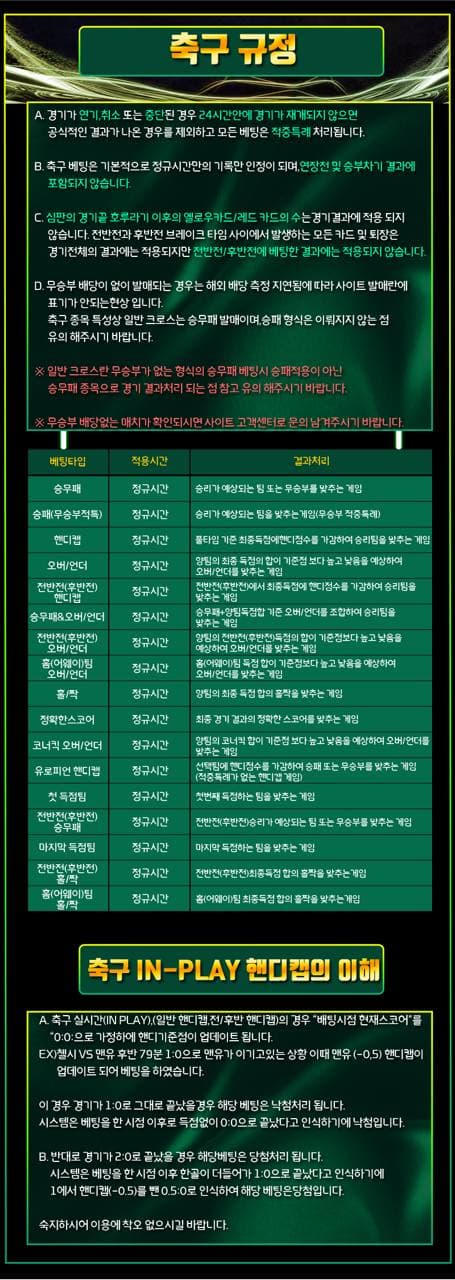 축구 규정
A. 경기가 연기,취소 또는 중단된 경우 24시간안에 경기가 재개되지 않으면
공식적인 결과가 나온 경우를 제외하고 모든 베팅은 적중특례 처리됩니다.
B. 축구 베팅은 기본적으로 정규시간만의 기록만 인정이 되며,연장전 및 승부차기 결과에
포함되지 않습니다.
C. 심판의 경기끝 호루라기 이후의 옐로우카드/레드 카드의 수는경기결과에 적용 되지
않습니다. 전반전과 후반전 브레이크 타임 사이에서 발생하는 모든 카드 및 퇴장은
경기전체의 결과에는 적용되지만 전반전/후반전에 베팅한 결과에는 적용되지 않습니다.
D. 무승부 배당이 없이 발매되는 경우는 해외 배당 측정 지연됨에 따라 사이트 발매란에
표기가 안되는현상 입니다.
축구 종목 특성상 일반 크로스는 승무패 발매이며,승패 형식은 이뤄지지 않는 점
유의 해주시기 바랍니다.
※ 일반 크로스란 무승부가 없는 형식의 승무패 베팅시 승패적용이 아닌
승무패 종목으로 경기 결과처리 되는 점 참고 유의 해주시기 바랍니다.
※ 무승부 배당없는 매치가 확인되시면 사이트 고객센터로 문의 남겨주시기 바랍니다.
베팅타입 적용시간 결과처리
승무패 정규시간 승리가 예상되는 팀 또는 무승부를 맞추는 게임
승패(무승부적특) 정규시간 승리가 예상되는 팀을 맞추는게임(무승부 적중특례)
핸디캡 정규시간 풀타임 기준 최종득점에핸디점수를 가감하여 승리팀을 맞추는 게임
오버/언더 정규시간 양팀의 최종 득점의 합이 기준점 보다 높고 낮음을 예상하여
오버/언더를 맞추는 게임
전반전(후반전)
핸디캡 정규시간 전반전(후반전)에서 최종득점에 핸디점수를 가감하여 승리팀을
맞추는 게임
승무패&오버/언더 정규시간 승무패+양팀득점합 기준 오버/언더를 조합하여 승리팀을
맞추는 게임
전반전(후반전)
오버/언더 정규시간 양팀의 전반전(후반전)득점의 합이 기준점보다 높고 낮음을
예상하여 오버/언더를 맞추는 게임
홈(어웨이)팀
오버/언더 정규시간 홈(어웨이)팀 득점 합이 기준점보다 높고 낮음을 예상하여
오버/언더를 맞추는 게임
홀/짝 정규시간 양팀의 최종 득점 합의 홀짝을 맞추는 게임
정확한스코어 정규시간 최종 경기 결과의 정확한 스코어를 맞추는 게임
코너킥 오버/언더 정규시간 양팀의 코너킥 합이 기준점 보다 높고 낮음을 예상하여 오버/언더를
맞추는 게임
유로피언 핸디캡 정규시간 선택팀에 핸디점수를 가감하여 승패 또는 무승부를 맞추는 게임
(적중특례가 없는 핸디캡 게임)
첫 득점팀 정규시간 첫번째 득점하는 팀을 맞추는 게임
전반전(후반전)
승무패 정규시간 전반전(후반전)승리가 예상되는 팀 또는 무승부를 맞추는 게임
마지막 득점팀 정규시간 마지막 득점하는 팀을 맞추는 게임
전반전(후반전)
홀/짝 정규시간 전반전(후반전)최종득점 합의 홀짝을 맞추는 게임
홈(어웨이)팀
홀/짝 정규시간 홈(어웨이)팀 최종득점 합의 홀짝을 맞추는게임
축구 IN-PLAY 핸디캡의 이해
A. 축구 실시간(IN PLAY),(일반 핸디캡,전/후반 핸디캡)의 경우 "배팅시점 현재스코어"를
"0:0:으로 가정하에 핸디기준점이 업데이트 됩니다.
EX)첼시 VS 맨유 후반 79분 1:0으로 맨유가 이기고있는 상황 이때 맨유 (-0,5) 핸디캡이
업데이트 되어 베팅을 하였습니다.
이 경우 경기가 1:0로 그대로 끝났을경우 해당 베팅은 낙첨처리 됩니다.
시스템은 베팅을 한 시점 이후로 득점없이 0:0으로 끝났다고 인식하기에 낙첨입니다.
B. 반대로 경기가 2:0로 끝났을 경우 해당베팅은 당첨처리 됩니다.
시스템은 베팅을 한 시점 이후 한골이 더들어가 1:0으로 끝났다고 인식하기에
1에서 핸디캡(-0.5)를 뺀 0.5:0로 인식하여 해당 베팅은당첨입니다.
숙지하시어 이용에 착오 없으시길 바랍니다.